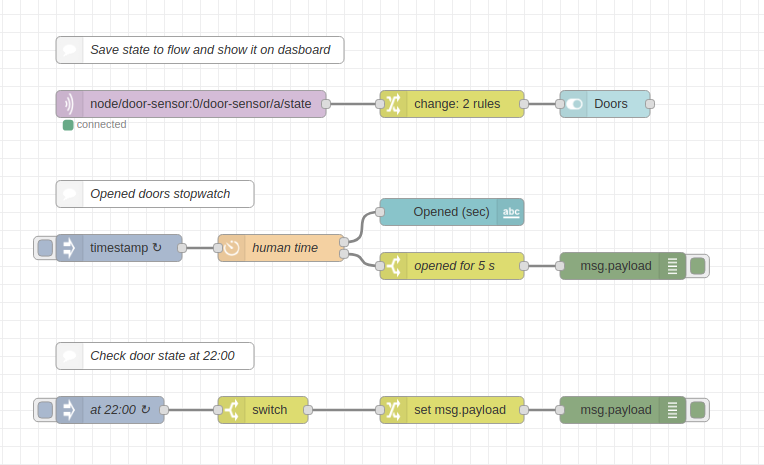 Save state to flow and show it on dasboard
node/door-sensor:0/door-sensor/a/state
change: 2 rules
Doors
connected
Opened doors stopwatch
Opened (sec)
abc
timestamp ↻
human time
opened for 5 s
msg.payload
Check door state at 22:00
at 22:00 ↻
switch
set msg.payload
msg.payload